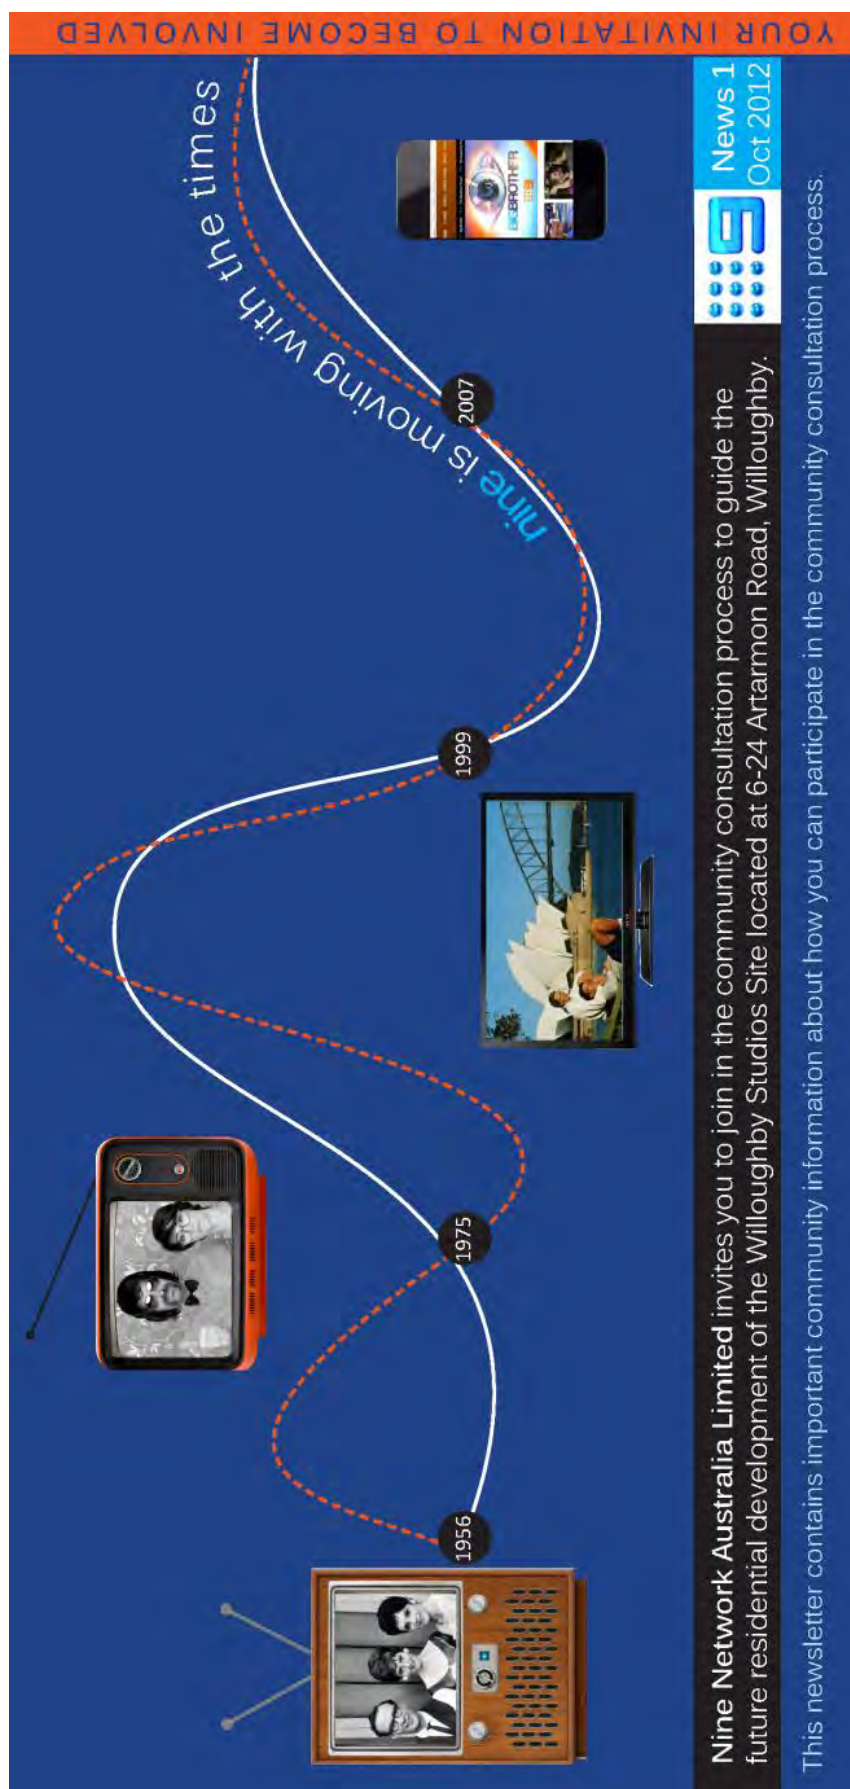 YOUR INVITATION TO BECOME INVOLVED
nine is moving with the times
1956
1975
1999
2007
BIGBROTHER
9
News 1
Oct 2012
Nine Network Australia Limited invites you to join in the community consultation process to guide the
future residential development of the Willoughby Studios Site located at 6-24 Artarmon Road, Willoughby.
This newsletter contains important community information about how you can participate in the community consultation process.